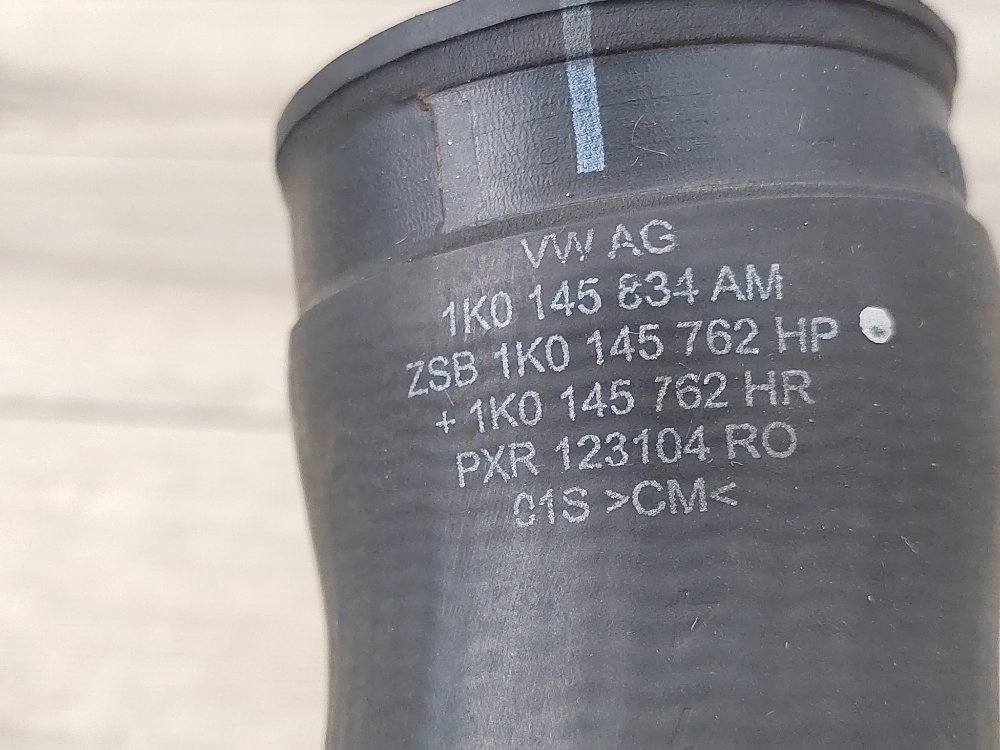 VW AG
1K0 145 834 AM
ZSB 1K0 145 762 HP
+ 1K0 145 762 HR
PXR 123104 RO
01S >CM<